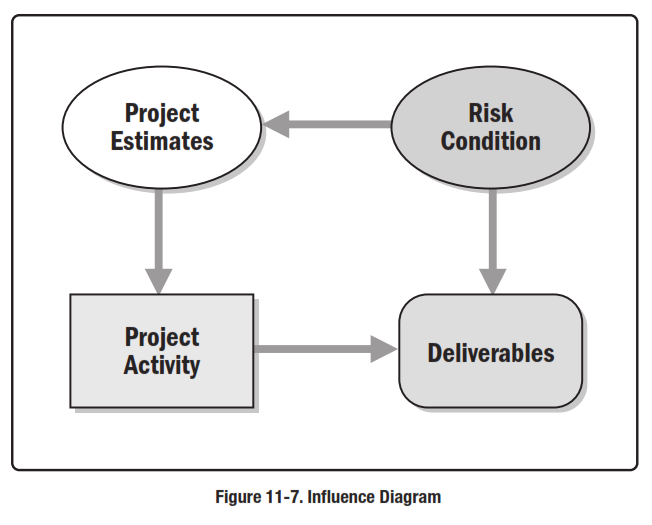 Project
Estimates
Risk
Condition
Project
Activity
Deliverables
Figure 11-7. Influence Diagram